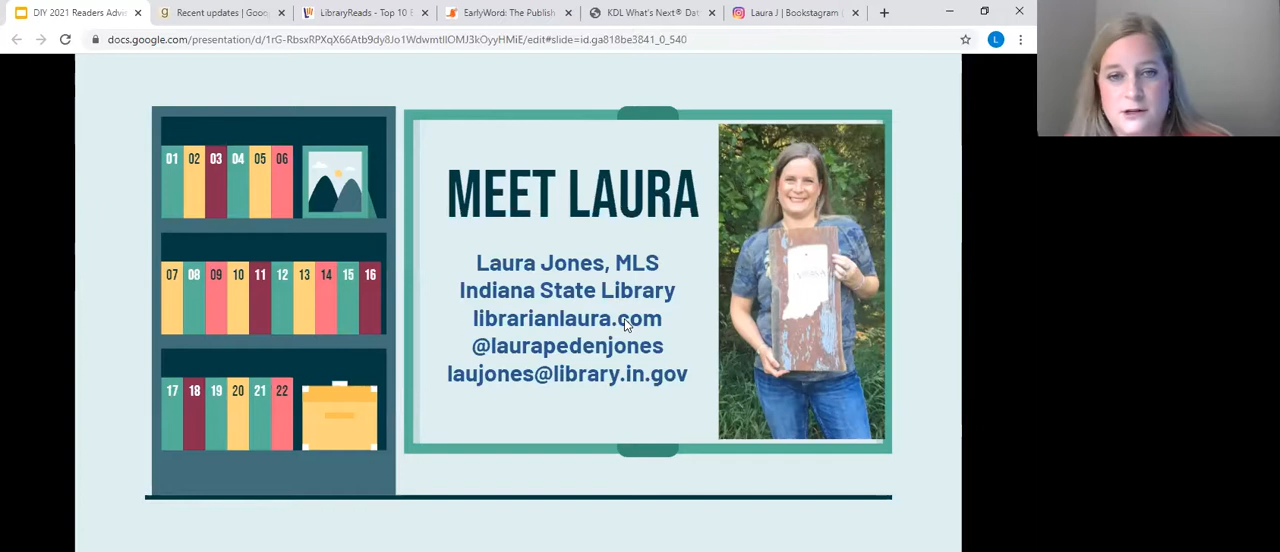 DIY 2021 Readers Advis
Recent updates | Goo
LibraryReads - Top 10 B
EarlyWord: The Publish
KDL What's Next® Dat
Laura J | Bookstagram
docs.google.com/presentation/d/1rG-RbsxRPXqX66Atb9dy8Jo1WdwmtIlOMJ3kOyyHMiE/edit#slide=id.ga818be3841_0_540
L
01 02 03 04 05 06
07 08 09 10 11 12 13 14 15 16
17 18 19 20 21 22
MEET LAURA
Laura Jones, MLS
Indiana State Library
librarianlaura.com
@laurapedenjones
laujones@library.in.gov